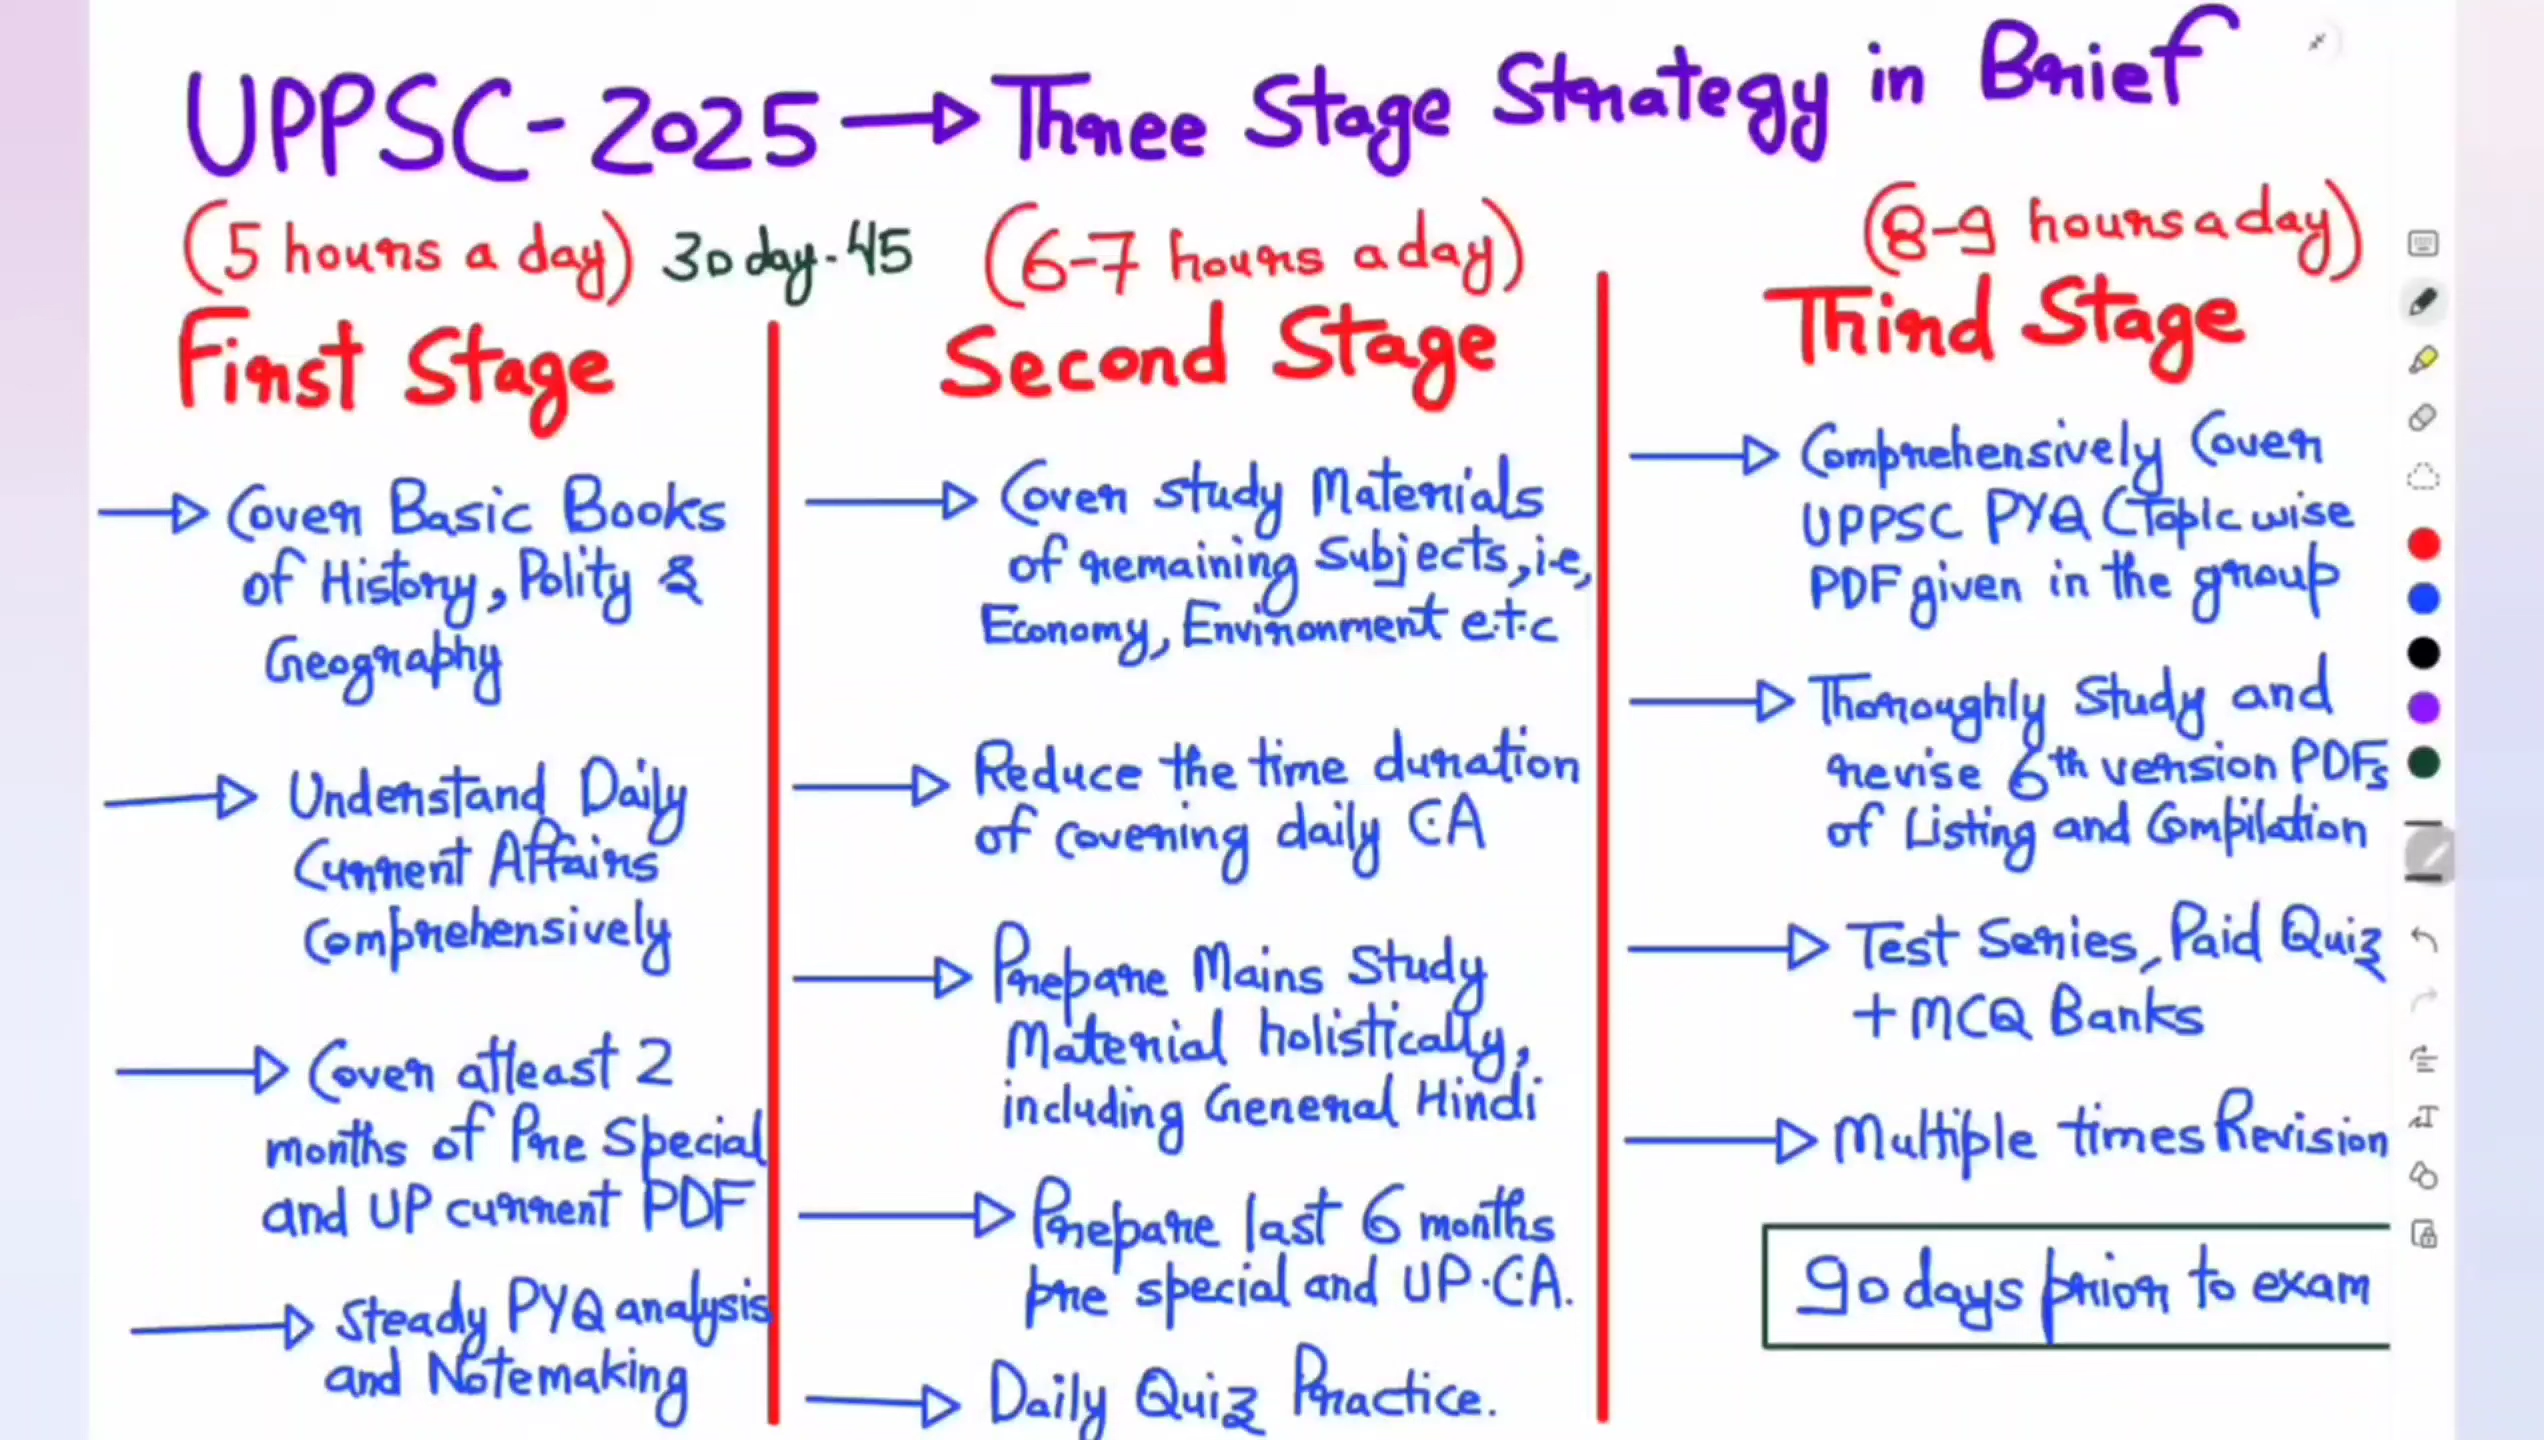 UPPSC-2025 → Three Stage Strategy in Brief
(5 hours a day) 30 day - 45
First Stage
→ Cover Basic Books
of History, Polity &
Geography
→ Understand Daily
Current Affairs
Comprehensively
→ Cover atleast 2
months of Pre Special
and UP current PDF
→ Steady PYQ analysis
and Notemaking
(6-7 hours a day)
Second Stage
→ Cover study Materials
of remaining Subjects, i.e,
Economy, Environment e.t.c
→ Reduce the time duration
of covering daily C.A
→ Prepare Mains Study
Material holistically,
including General Hindi
→ Prepare last 6 months
pre special and UP.C.A.
→ Daily Quiz Practice.
(8-9 hours a day)
Third Stage
→ Comprehensively Cover
UPPSC PYQ (Topic wise
PDF given in the group
→ Thoroughly Study and
revise 6th version PDFs
of Listing and Compilation
→ Test Series, Paid Quiz
+ MCQ Banks
→ Multiple times Revision
90 days prior to exam